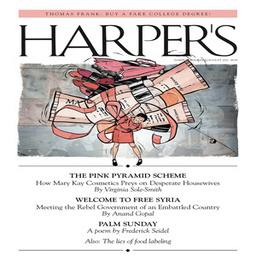 THOMAS FRANK: BUY A FAKE COLLEGE DEGREE!
HARPER'S
THE PINK PYRAMID SCHEME
How Mary Kay Cosmetics Preys on Desperate Housewives
By Virginia Sole-Smith
WELCOME TO FREE SYRIA
Meeting the Rebel Government of an Embattled Country
By Anand Gopal
PALM SUNDAY
A poem by Frederick Seidel
Also: The lies of food labeling